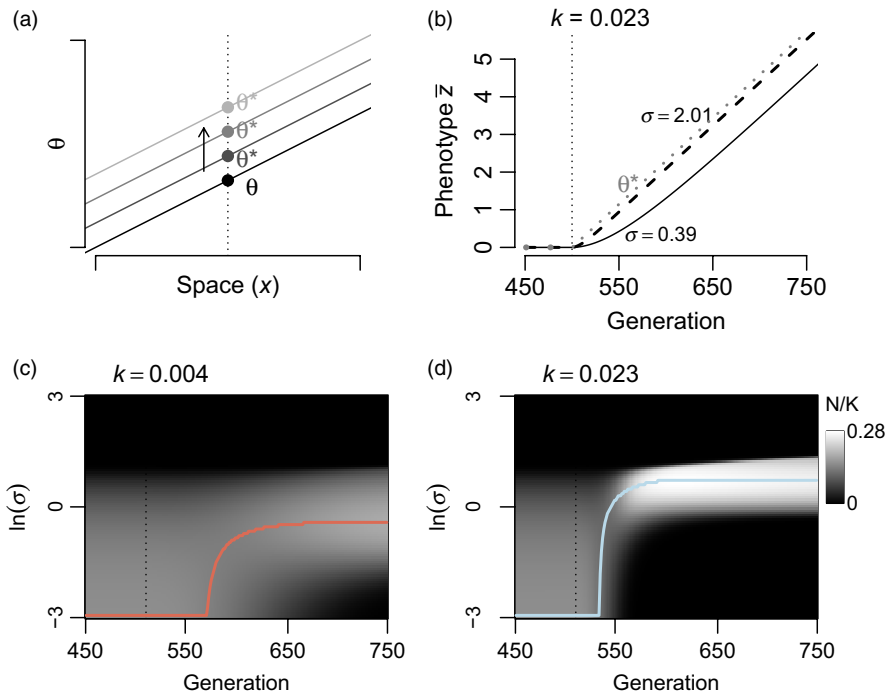 (a)
θ
θ*
θ*
θ*
θ
Space (x)
(b)
k = 0.023
Phenotype z̅
5
4
3
2
1
0
σ = 2.01
θ*
σ = 0.39
450
550
650
750
Generation
(c)
k = 0.004
ln(σ)
3
0
−3
450
550
650
750
Generation
(d)
k = 0.023
ln(σ)
3
0
−3
450
550
650
750
Generation
N/K
0.28
0